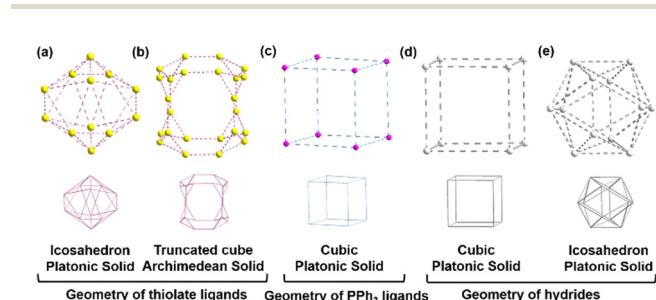 (a) (b) (c) (d) (e)
Icosahedron Truncated cube Cubic Cubic Icosahedron
Platonic Solid Archimedean Solid Platonic Solid Platonic Solid Platonic Solid
Geometry of thiolate ligands Geometry of PPh₃ ligands Geometry of hydrides